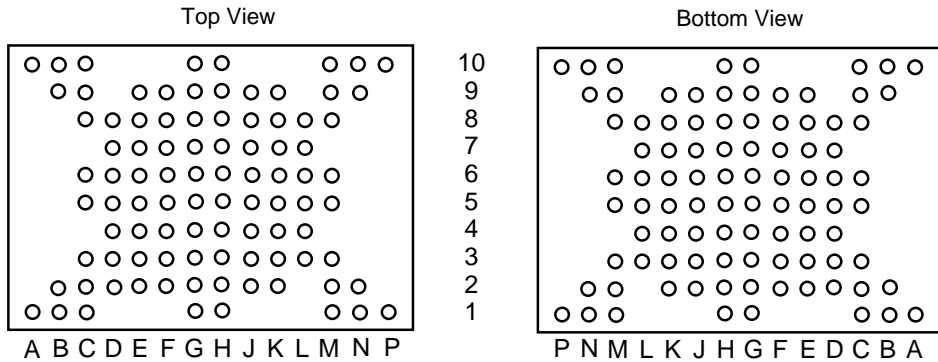 Top View
Bottom View
10
9
8
7
6
5
4
3
2
1
A B C D E F G H J K L M N P
P N M L K J H G F E D C B A